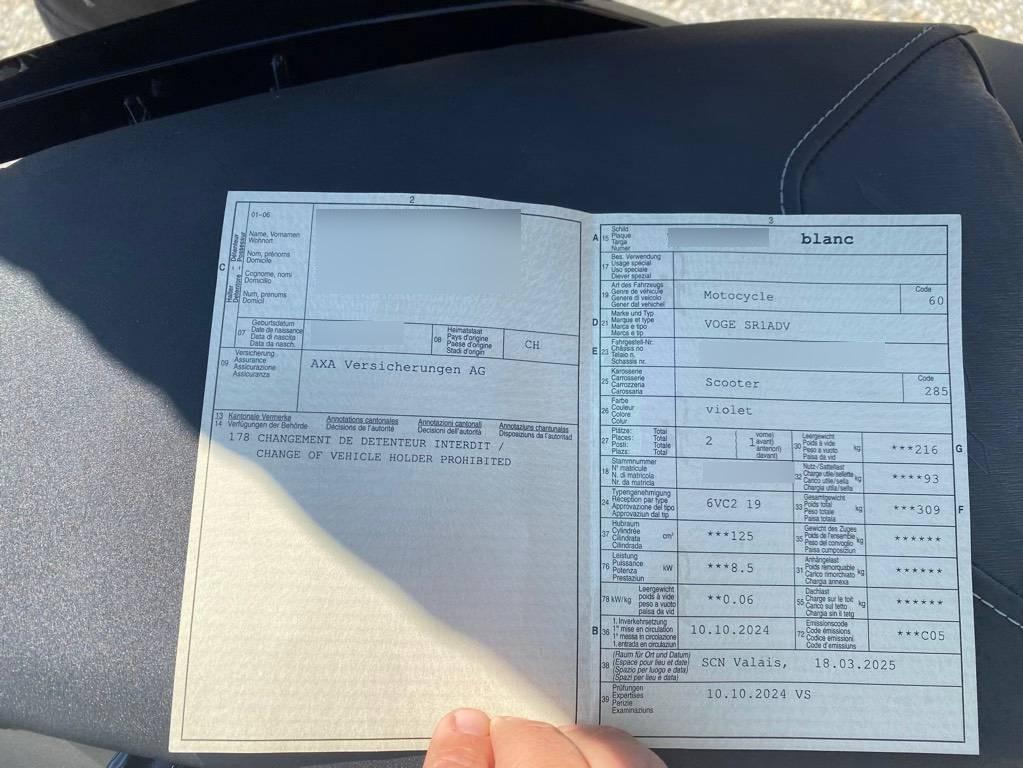 2
01-06
Name, Vornamen
Wohnort
Nom, prénoms
Domicile
Cognome, nomi
Domicilio
Num, prenums
Domicil
C
Halter - Détenteur
Detentore - Possessur
07
Geburtsdatum
Date de naissance
Data di nascita
Data da nasch.
08
Heimatstaat
Pays d'origine
Paese d'origine
Stadi d'origin
CH
09
Versicherung
Assurance
Assicurazione
Assicuranza
AXA Versicherungen AG
13 Kantonale Vermerke Annotations cantonales Annotazioni cantonali Annotaziuns chantunalas
14 Verfügungen der Behörde Décisions de l'autorité Decisioni dell'autorità Disposiziuns da l'autoritad
178 CHANGEMENT DE DETENTEUR INTERDIT /
CHANGE OF VEHICLE HOLDER PROHIBITED
3
A 15
Schild
Plaque
Targa
Numer
blanc
17
Bes. Verwendung
Usage spécial
Uso speciale
Diever spezial
19
Art des Fahrzeugs
Genre de véhicule
Genere di veicolo
Gener dal vehichel
Motocycle
Code
60
D 21
Marke und Typ
Marque et type
Marca e tipo
Marca e tip
VOGE SR1ADV
E 23
Fahrgestell-Nr.
Châssis no
Telaio n.
Schassis nr.
25
Karosserie
Carrosserie
Carrozzeria
Carossaria
Scooter
Code
285
26
Farbe
Couleur
Colore
Colur
violet
27
Plätze: Total
Places: Total
Posti: Totale
Plazs: Total
2
vorne)
1 avant)
anteriori)
davant)
30
Leergewicht
Poids à vide
Peso a vuoto
Paisa da vid
kg
***216
G
18
Stammnummer
N° matricule
N. di matricola
Nr. da matricla
32
Nutz-/Sattellast
Charge utile/sellette
Carico utile/sella
Chargia utila/sella
kg
****93
24
Typengenehmigung
Réception par type
Approvazione del tipo
Approvaziun dal tip
6VC2 19
33
Gesamtgewicht
Poids total
Peso totale
Paisa totala
kg
***309
F
37
Hubraum
Cylindrée
Cilindrata
Cilindrada
cm³
***125
35
Gewicht des Zuges
Poids de l'ensemble
Peso del convoglio
Paisa cumposiziun
kg
******
76
Leistung
Puissance
Potenza
Prestaziun
kW
***8.5
31
Anhängelast
Poids remorquable
Carico rimorchiato
Chargia annexa
kg
******
78 kW/kg
Leergewicht
poids à vide
peso a vuoto
paisa da vid
**0.06
55
Dachlast
Charge sur le toit
Carico sul tetto
Chargia sin il tetg
kg
******
B 36
1. Inverkehrsetzung
1re mise en circulation
1a messa in circolazione
1. entrada en circulaziun
10.10.2024
72
Emissionscode
Code émissions
Codice emissioni
Code d'emissiuns
***C05
38
(Raum für Ort und Datum)
(Espace pour lieu et date)
(Spazio per luogo e data)
(Spazi per lieu e data)
SCN Valais, 18.03.2025
39
Prüfungen
Expertises
Perizie
Examinaziuns
10.10.2024 VS